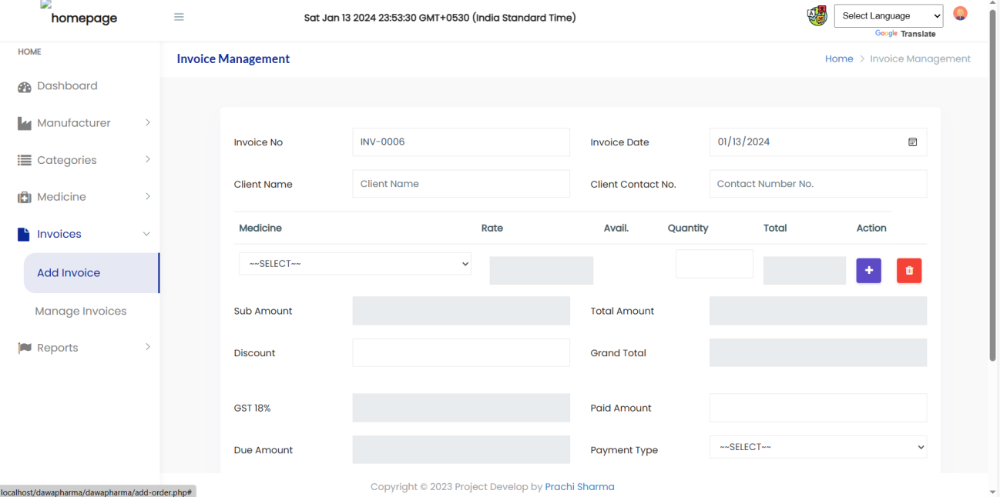 homepage
Sat Jan 13 2024 23:53:30 GMT+0530 (India Standard Time)
Select Language
Google Translate
HOME
Invoice Management
Home > Invoice Management
Dashboard
Manufacturer
Categories
Medicine
Invoices
Add Invoice
Manage Invoices
Reports
Invoice No INV-0006 Invoice Date 01/13/2024
Client Name Client Name Client Contact No. Contact Number No.
Medicine Rate Avail. Quantity Total Action
~~SELECT~~
Sub Amount Total Amount
Discount Grand Total
GST 18% Paid Amount
Due Amount Payment Type ~~SELECT~~
Copyright © 2023 Project Develop by Prachi Sharma
localhost/dawapharma/dawapharma/add-order.php#